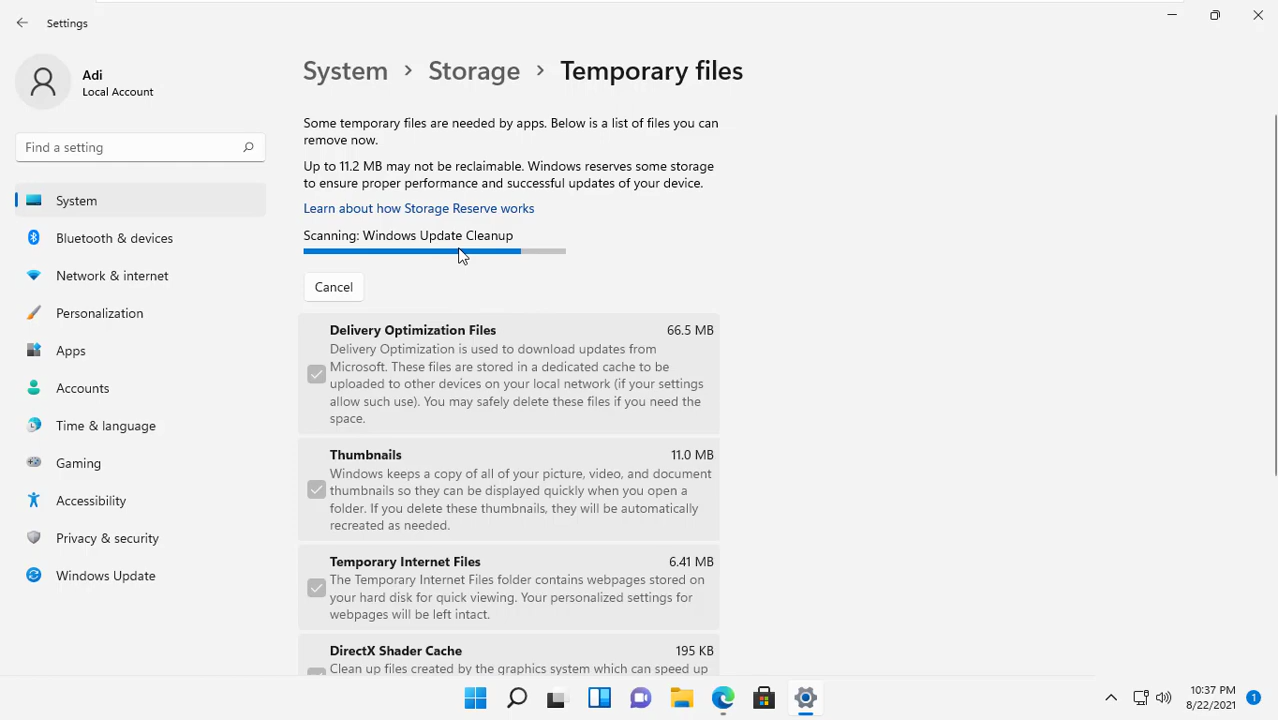 Settings
Adi
Local Account
Find a setting
System
Bluetooth & devices
Network & internet
Personalization
Apps
Accounts
Time & language
Gaming
Accessibility
Privacy & security
Windows Update
System > Storage > Temporary files
Some temporary files are needed by apps. Below is a list of files you can
remove now.
Up to 11.2 MB may not be reclaimable. Windows reserves some storage
to ensure proper performance and successful updates of your device.
Learn about how Storage Reserve works
Scanning: Windows Update Cleanup
Cancel
Delivery Optimization Files 66.5 MB
Delivery Optimization is used to download updates from
Microsoft. These files are stored in a dedicated cache to be
uploaded to other devices on your local network (if your settings
allow such use). You may safely delete these files if you need the
space.
Thumbnails 11.0 MB
Windows keeps a copy of all of your picture, video, and document
thumbnails so they can be displayed quickly when you open a
folder. If you delete these thumbnails, they will be automatically
recreated as needed.
Temporary Internet Files 6.41 MB
The Temporary Internet Files folder contains webpages stored on
your hard disk for quick viewing. Your personalized settings for
webpages will be left intact.
DirectX Shader Cache 195 KB
Clean up files created by the graphics system which can speed up
10:37 PM
8/22/2021
1